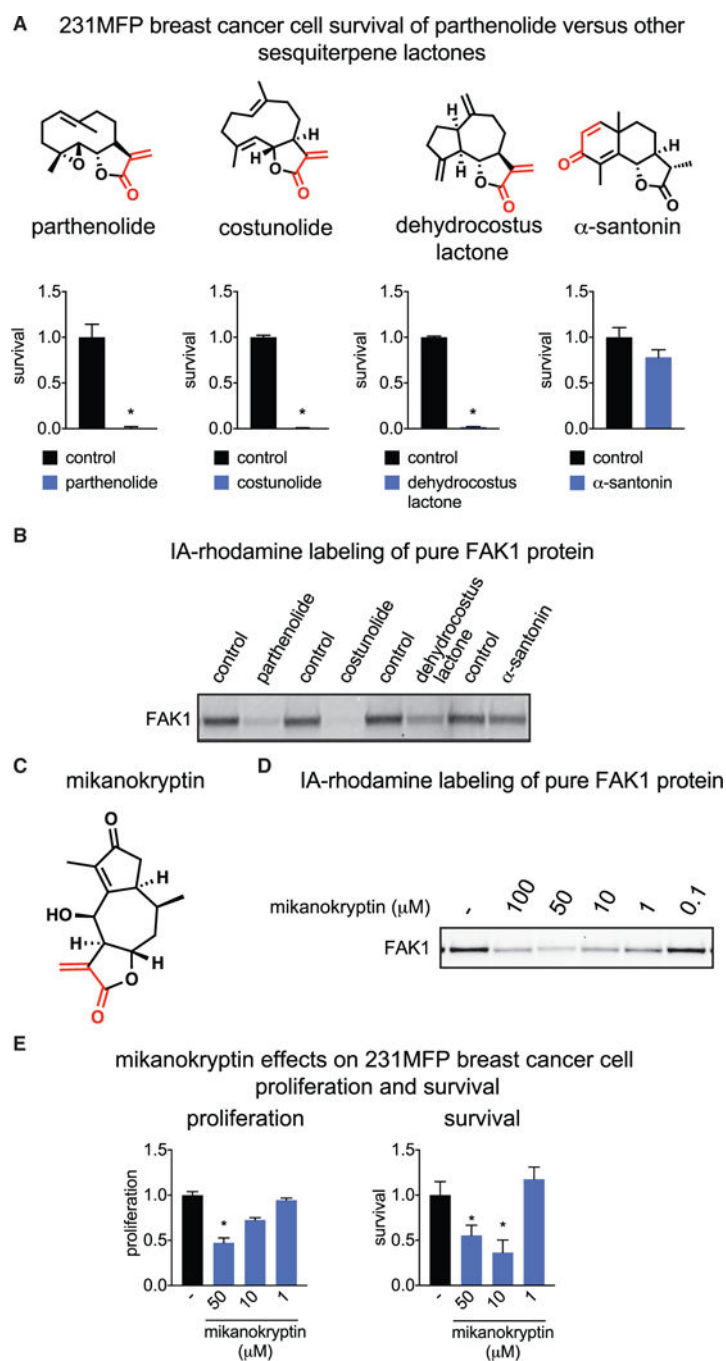 A 231MFP breast cancer cell survival of parthenolide versus other
sesquiterpene lactones
H
O
O
O
H
H
O
O
H
H
O
O
O
O
O
parthenolide
costunolide
dehydrocostus
lactone
α-santonin
survival
1.5
1.0
0.5
0.0
*
control
parthenolide
survival
1.5
1.0
0.5
0.0
*
control
costunolide
survival
1.5
1.0
0.5
0.0
*
control
dehydrocostus
lactone
survival
1.5
1.0
0.5
0.0
control
α-santonin
B
IA-rhodamine labeling of pure FAK1 protein
control
parthenolide
control
costunolide
control
dehydrocostus
lactone
control
α-santonin
FAK1
C
mikanokryptin
O
H
HO
H
H
O
O
D
IA-rhodamine labeling of pure FAK1 protein
mikanokryptin (μM) - 100 50 10 1 0.1
FAK1
E
mikanokryptin effects on 231MFP breast cancer cell
proliferation and survival
proliferation
proliferation
1.5
1.0
0.5
0.0
*
- 50 10 1
mikanokryptin
(μM)
survival
survival
1.5
1.0
0.5
0.0
* *
- 50 10 1
mikanokryptin
(μM)